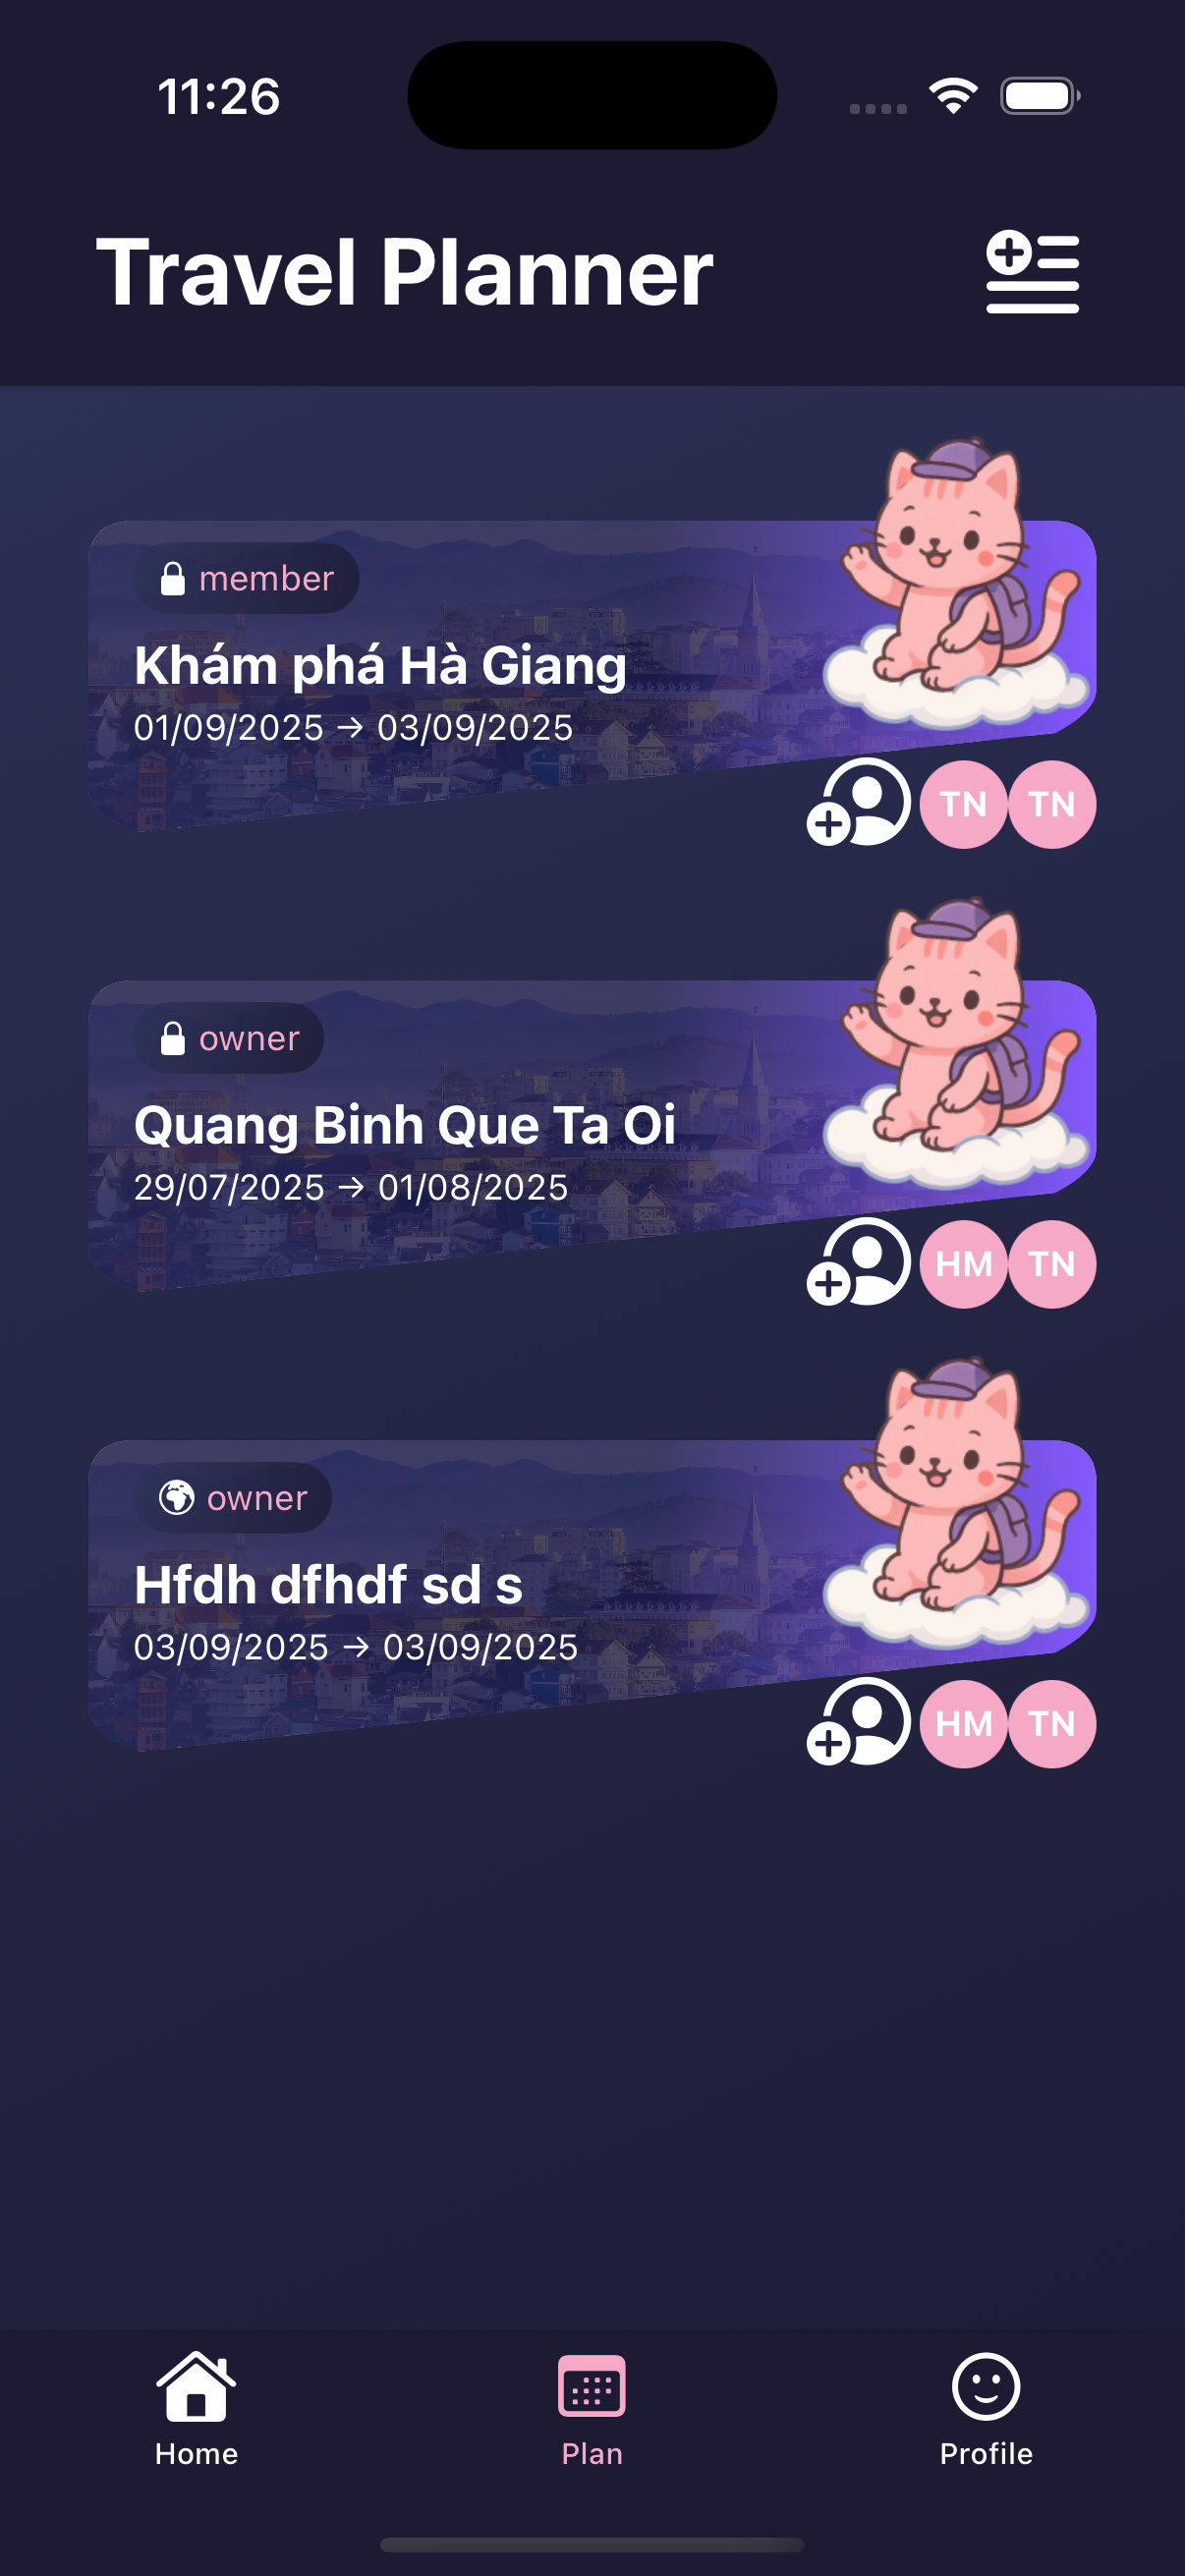 11:26
Travel Planner
member
Khám phá Hà Giang
01/09/2025 → 03/09/2025
TN TN
owner
Quang Binh Que Ta Oi
29/07/2025 → 01/08/2025
HM TN
owner
Hfdh dfhdf sd s
03/09/2025 → 03/09/2025
HM TN
Home Plan Profile